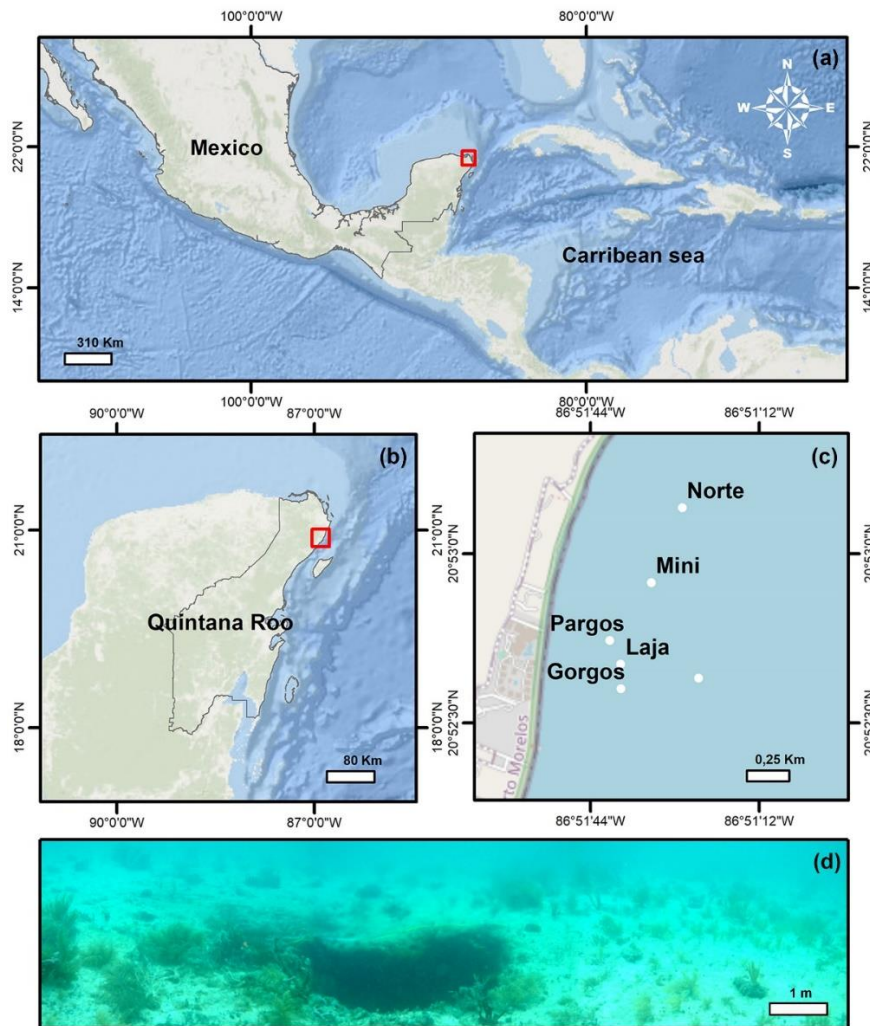 100°0'0"W 80°0'0"W
(a)
N
W E
S
22°0'0"N 22°0'0"N
Mexico
Carribean sea
14°0'0"N 14°0'0"N
310 Km
100°0'0"W 80°0'0"W
90°0'0"W 87°0'0"W
86°51'44"W 86°51'12"W
(b)
21°0'0"N 21°0'0"N
Quintana Roo
18°0'0"N 18°0'0"N
80 Km
90°0'0"W 87°0'0"W
(c)
Norte
20°53'0"N 20°53'0"N
Mini
Pargos
Laja
Gorgos
20°52'30"N 20°52'30"N
to Morelos
0,25 Km
86°51'44"W 86°51'12"W
(d)
1 m